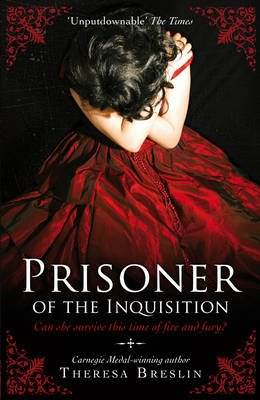 'Unputdownable' The Times
PRISONER
OF THE INQUISITION
Can she survive this time of fire and fury?
Carnegie Medal-winning author
THERESA BRESLIN